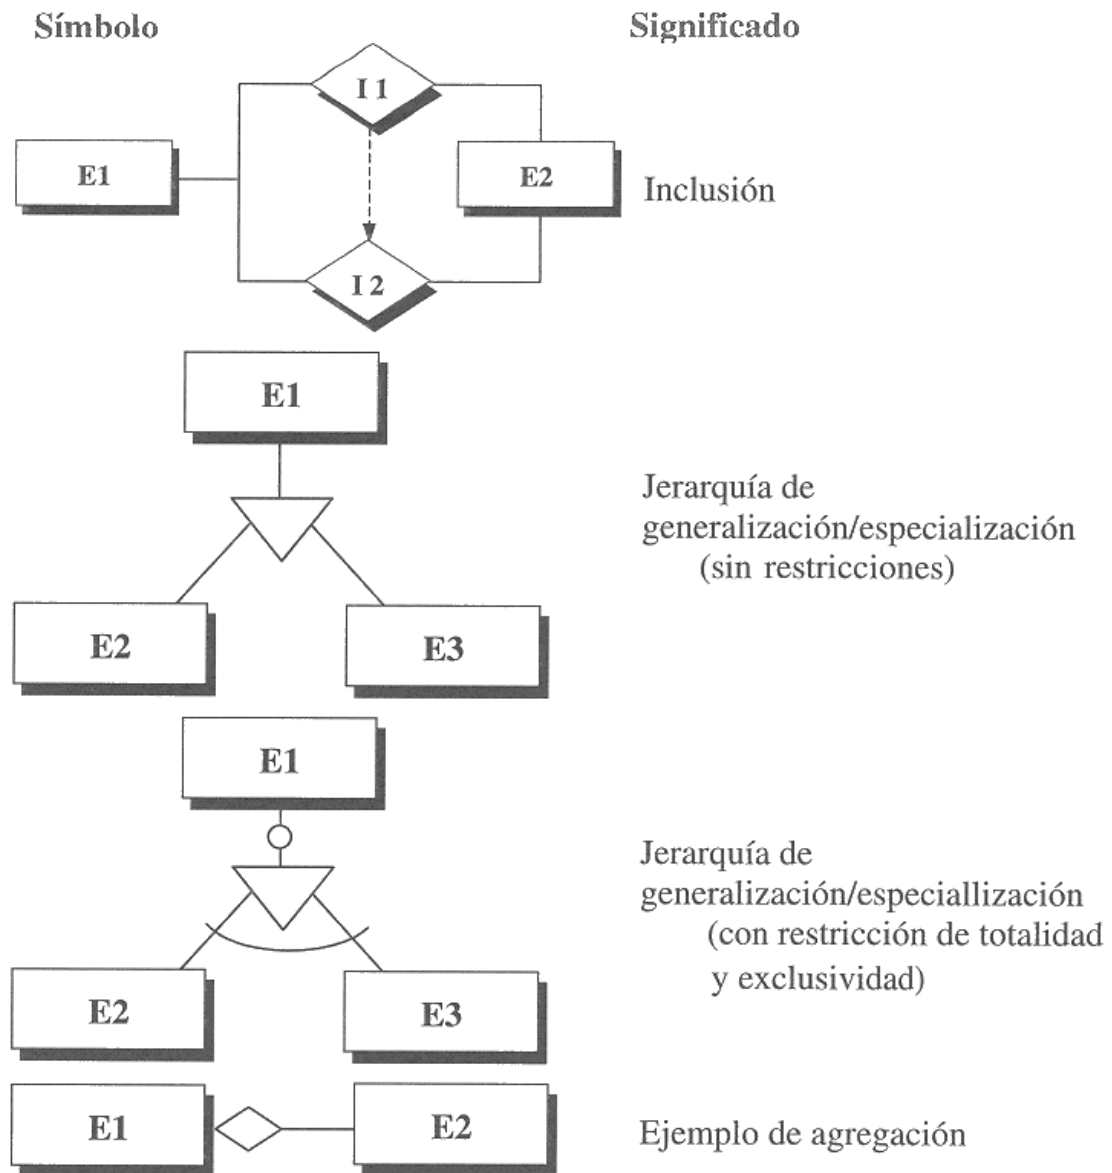 Símbolo
Significado
I 1
E1
E2
Inclusión
I 2
E1
Jerarquía de
generalización/especialización
(sin restricciones)
E2
E3
E1
Jerarquía de
generalización/especiallización
(con restricción de totalidad
y exclusividad)
E2
E3
E1
E2
Ejemplo de agregación